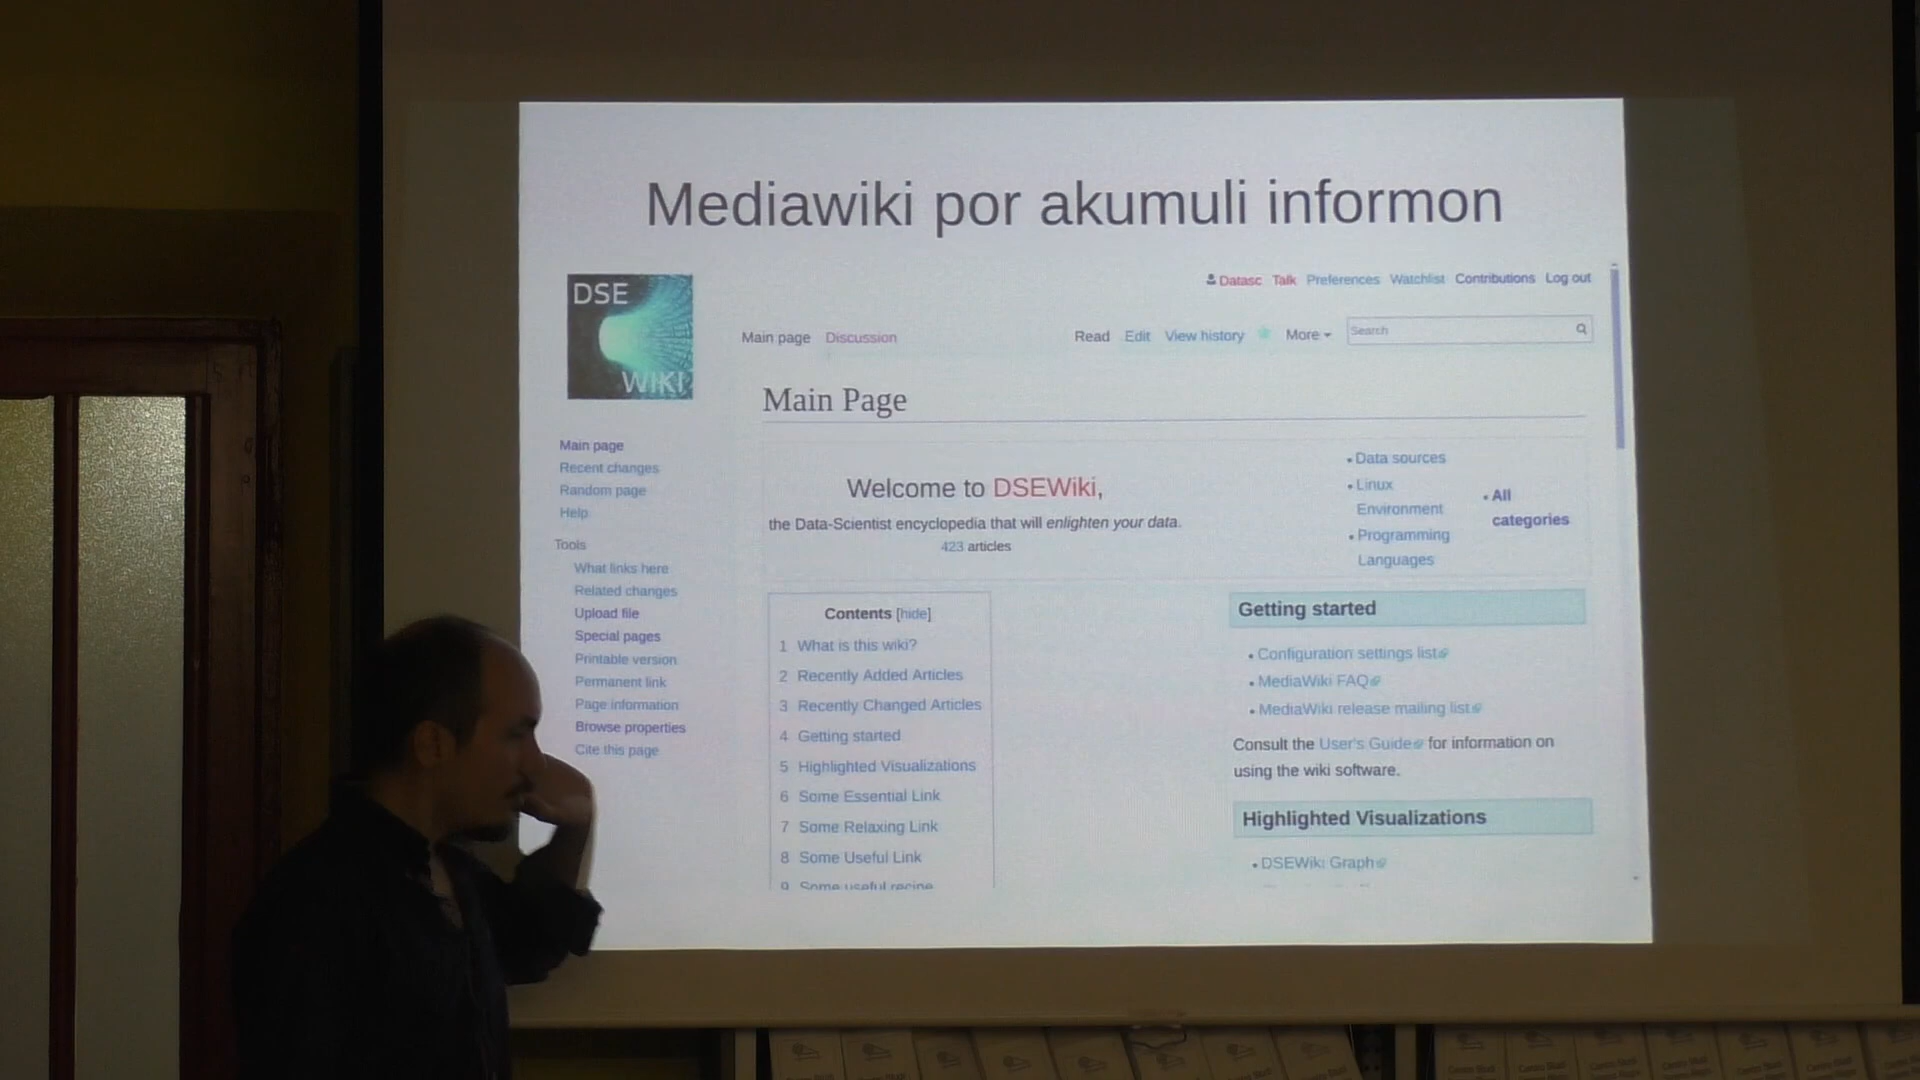 Mediawiki por akumuli informon
DSE
WIKI
Datasc Talk Preferences Watchlist Contributions Log out
Main page Discussion
Read Edit View history More Search
Main Page
Main page
Recent changes
Random page
Help
Tools
What links here
Related changes
Upload file
Special pages
Printable version
Permanent link
Page information
Browse properties
Cite this page
Welcome to DSEWiki,
the Data-Scientist encyclopedia that will enlighten your data.
423 articles
• Data sources
• Linux
Environment
• Programming
Languages
• All
categories
Contents [hide]
1 What is this wiki?
2 Recently Added Articles
3 Recently Changed Articles
4 Getting started
5 Highlighted Visualizations
6 Some Essential Link
7 Some Relaxing Link
8 Some Useful Link
9 Some useful recipe
Getting started
• Configuration settings list
• MediaWiki FAQ
• MediaWiki release mailing list
Consult the User's Guide for information on
using the wiki software.
Highlighted Visualizations
• DSEWiki Graph